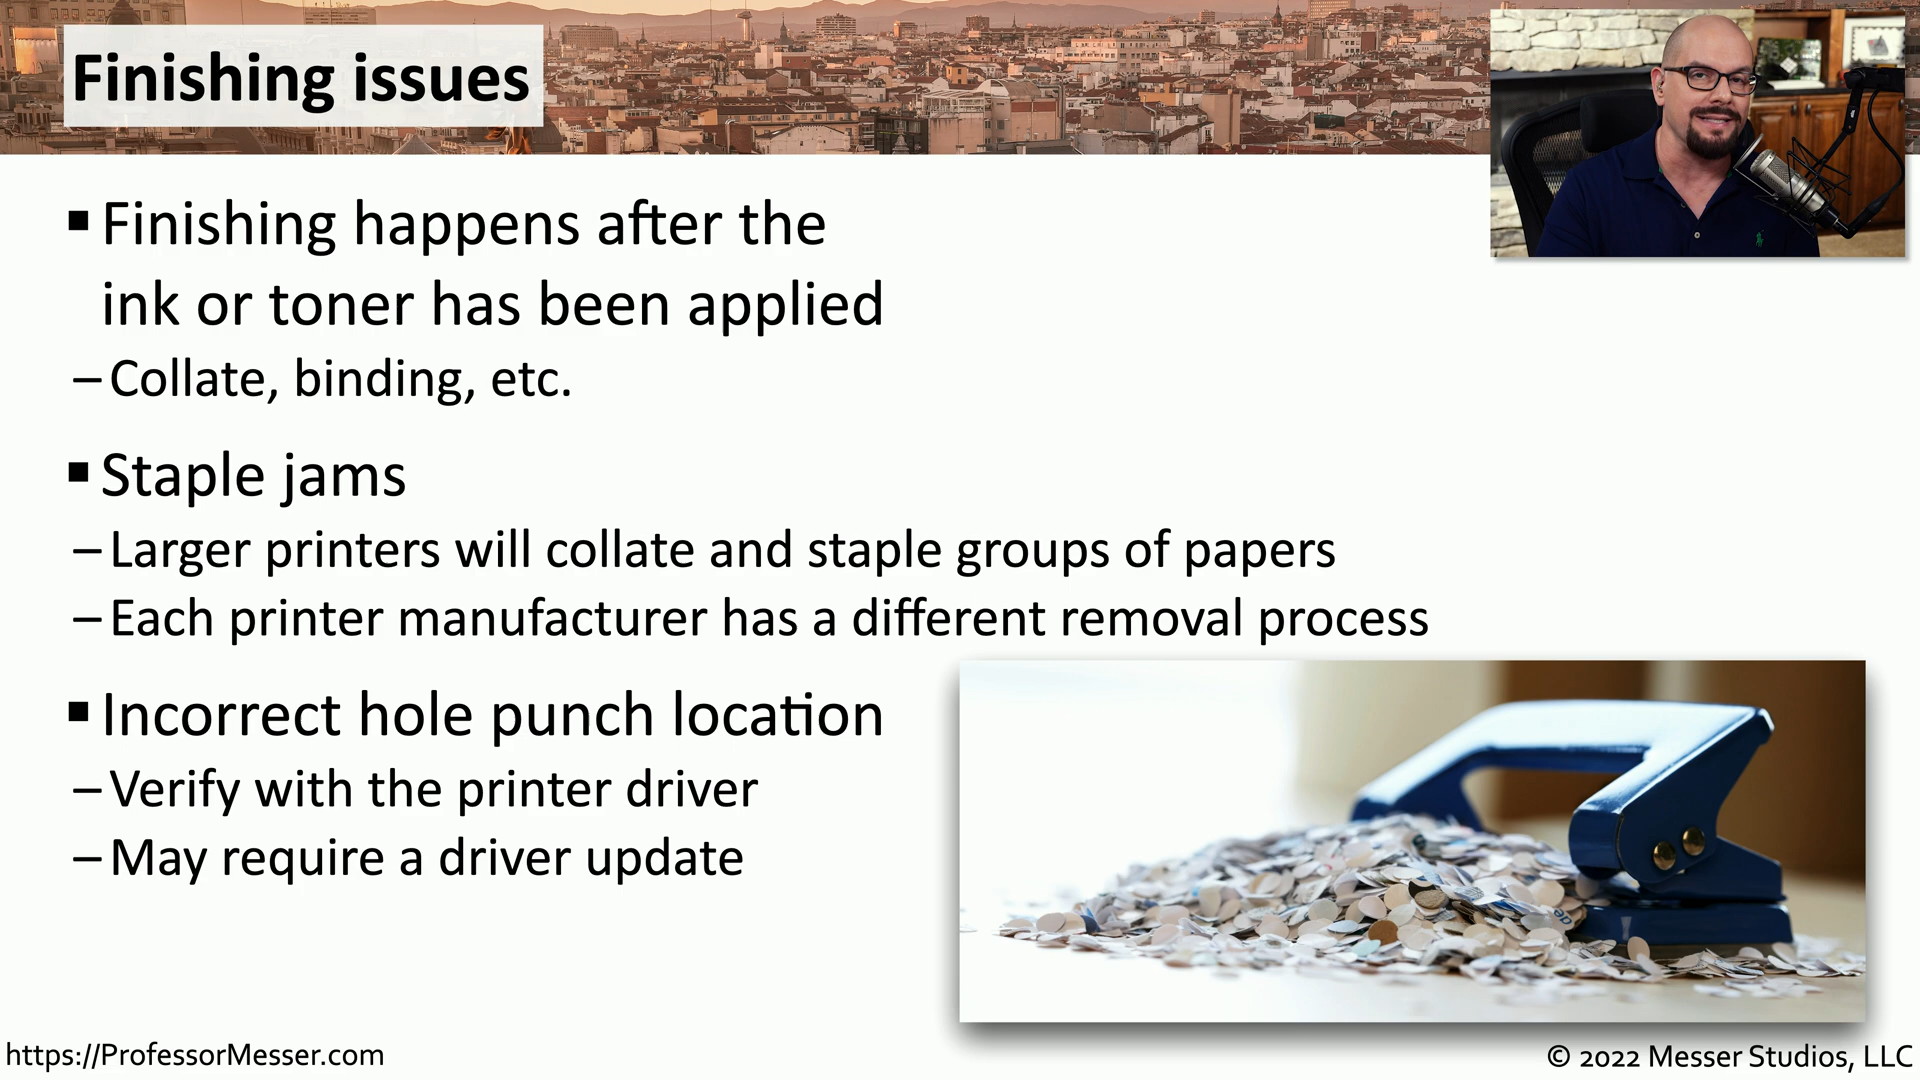 Finishing issues
▪ Finishing happens after the
ink or toner has been applied
– Collate, binding, etc.
▪ Staple jams
– Larger printers will collate and staple groups of papers
– Each printer manufacturer has a different removal process
▪ Incorrect hole punch location
– Verify with the printer driver
– May require a driver update
https://ProfessorMesser.com
© 2022 Messer Studios, LLC